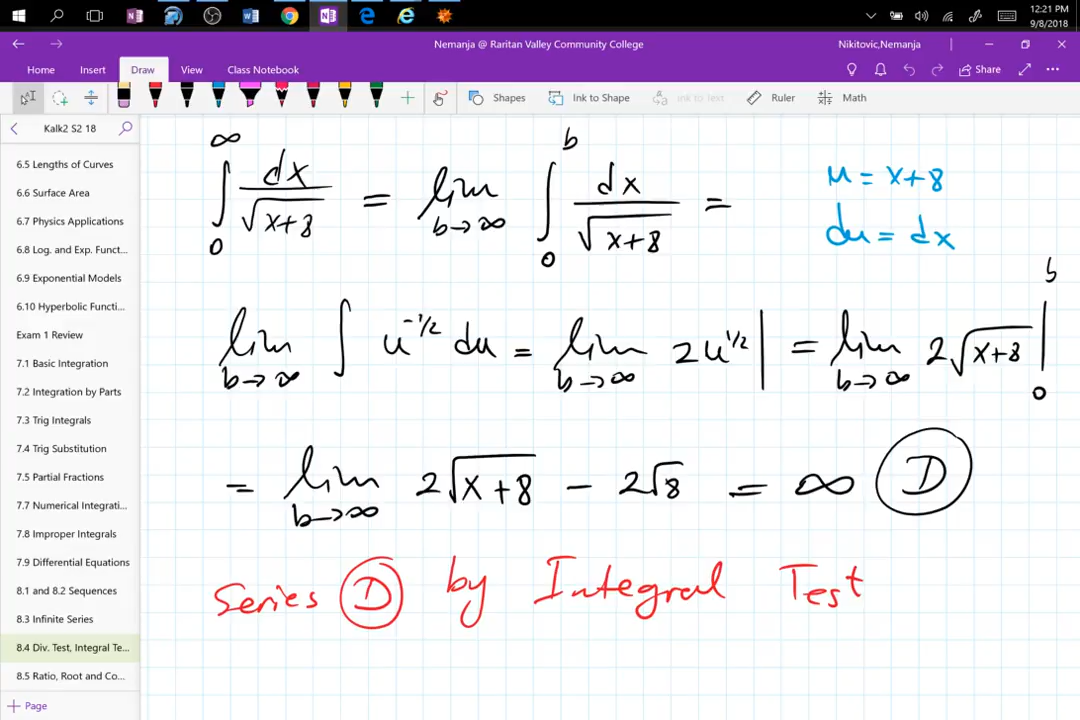 12:21 PM
9/8/2018
Nemanja @ Raritan Valley Community College
Nikitovic,Nemanja
Home Insert Draw View Class Notebook
Share
Shapes Ink to Shape Ink to Text Ruler Math
Kalk2 S2 18
6.5 Lengths of Curves
6.6 Surface Area
6.7 Physics Applications
6.8 Log. and Exp. Funct...
6.9 Exponential Models
6.10 Hyperbolic Functi...
Exam 1 Review
7.1 Basic Integration
7.2 Integration by Parts
7.3 Trig Integrals
7.4 Trig Substitution
7.5 Partial Fractions
7.7 Numerical Integrati...
7.8 Improper Integrals
7.9 Differential Equations
8.1 and 8.2 Sequences
8.3 Infinite Series
8.4 Div. Test, Integral Te...
8.5 Ratio, Root and Co...
+ Page
∫₀^∞ dx/√(x+8) = lim b→∞ ∫₀^b dx/√(x+8) =
u = x+8
du = dx
lim b→∞ ∫ u^(-1/2) du = lim b→∞ 2u^(1/2) | = lim b→∞ 2√(x+8) |₀^b
= lim b→∞ 2√(x+8) - 2√8 = ∞ D
Series D by Integral Test